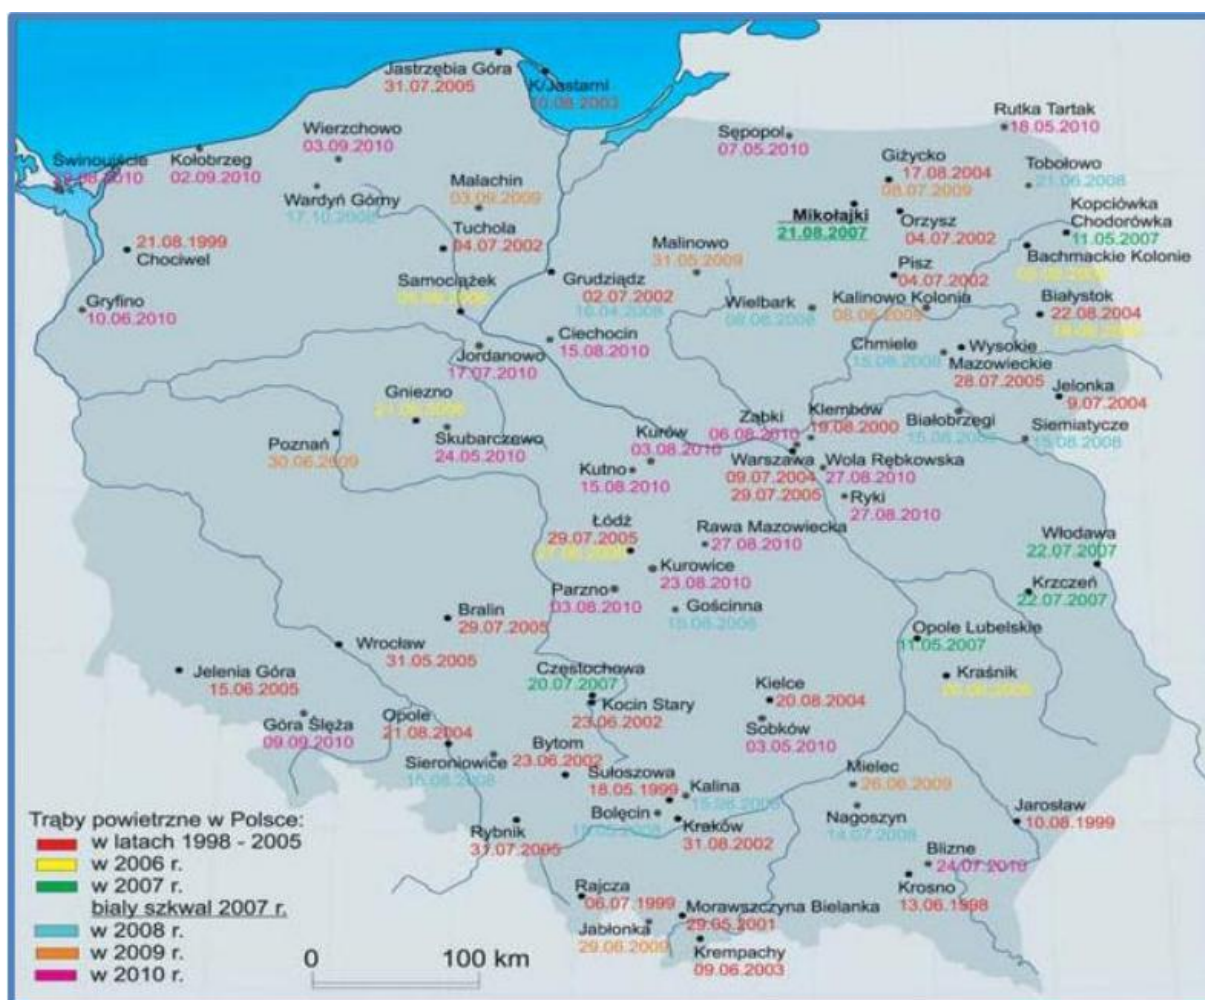 Jastrzębia Góra
31.07.2005
K/Jastarni
10.08.2003
Rutka Tartak
18.05.2010
Wierzchowo
03.09.2010
Sępopol
07.05.2010
Świnoujście
08.2010
Kołobrzeg
02.09.2010
Giżycko
17.08.2004
08.07.2009
Tobołowo
21.06.2008
Wardyń Górny
17.10.2008
Malachin
03.09.2009
Mikołajki
21.08.2007
Orzysz
04.07.2002
Kopciówka
Chodorówka
11.05.2007
Tuchola
04.07.2002
21.08.1999
Chociwel
Malinowo
31.05.2009
Bachmackie Kolonie
Samociążek
Grudziądz
02.07.2002
16.04.2008
Pisz
04.07.2002
Gryfino
10.06.2010
Wielbark
08.08.2008
Kalinowo Kolonia
Białystok
22.08.2004
Ciechocin
15.08.2010
Jordanowo
17.07.2010
Chmiele
Wysokie
Mazowieckie
28.07.2005
Gniezno
Jelonka
9.07.2004
Skubarczewo
24.05.2010
Poznań
30.06.2009
Kurów
03.08.2010
Ząbki
06.08.2010
Klembów
19.08.2000
Białobrzegi
15.08.2008
Siemiatycze
15.08.2008
Kutno
15.08.2010
Warszawa
09.07.2004
29.07.2005
Wola Rębkowska
27.08.2010
Ryki
27.08.2010
Łódź
29.07.2005
Rawa Mazowiecka
27.08.2010
Włodawa
22.07.2007
Kurowice
23.08.2010
Parzno
03.08.2010
Krzczeń
22.07.2007
Gościnna
15.08.2008
Bralin
29.07.2005
Wrocław
31.05.2005
Opole Lubelskie
11.05.2007
Jelenia Góra
15.06.2005
Częstochowa
20.07.2007
Kraśnik
Kocin Stary
23.06.2002
Kielce
20.08.2004
Góra Ślęża
09.09.2010
Opole
21.08.2004
Sobków
03.05.2010
Sieroniowice
15.08.2008
Bytom
23.06.2002
Sułoszowa
18.05.1999
Kalina
15.08.2008
Mielec
26.06.2009
Bolęcin
Nagoszyn
14.07.2008
Jarosław
10.08.1999
Rybnik
31.07.2005
Kraków
31.08.2002
Blizne
24.07.2010
Krosno
13.06.1998
Rajcza
06.07.1999
Morawszczyna Bielanka
29.05.2001
Jabłonka
29.06.2009
Krempachy
09.06.2003
Trąby powietrzne w Polsce:
w latach 1998 - 2005
w 2006 r.
w 2007 r.
biały szkwał 2007 r.
w 2008 r.
w 2009 r.
w 2010 r.
0 100 km